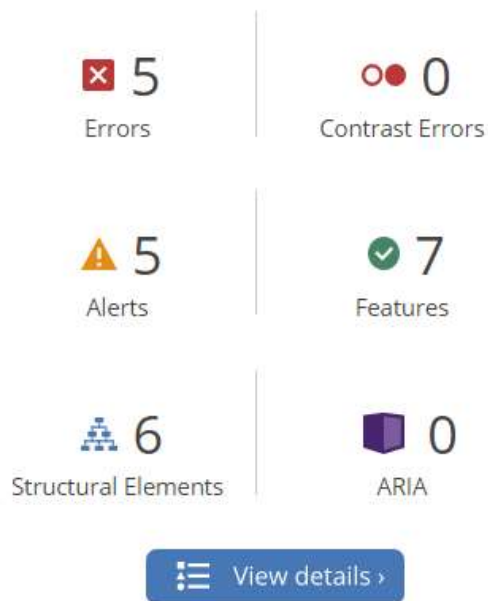 5 0
Errors Contrast Errors
5 7
Alerts Features
6 0
Structural Elements ARIA
View details ›